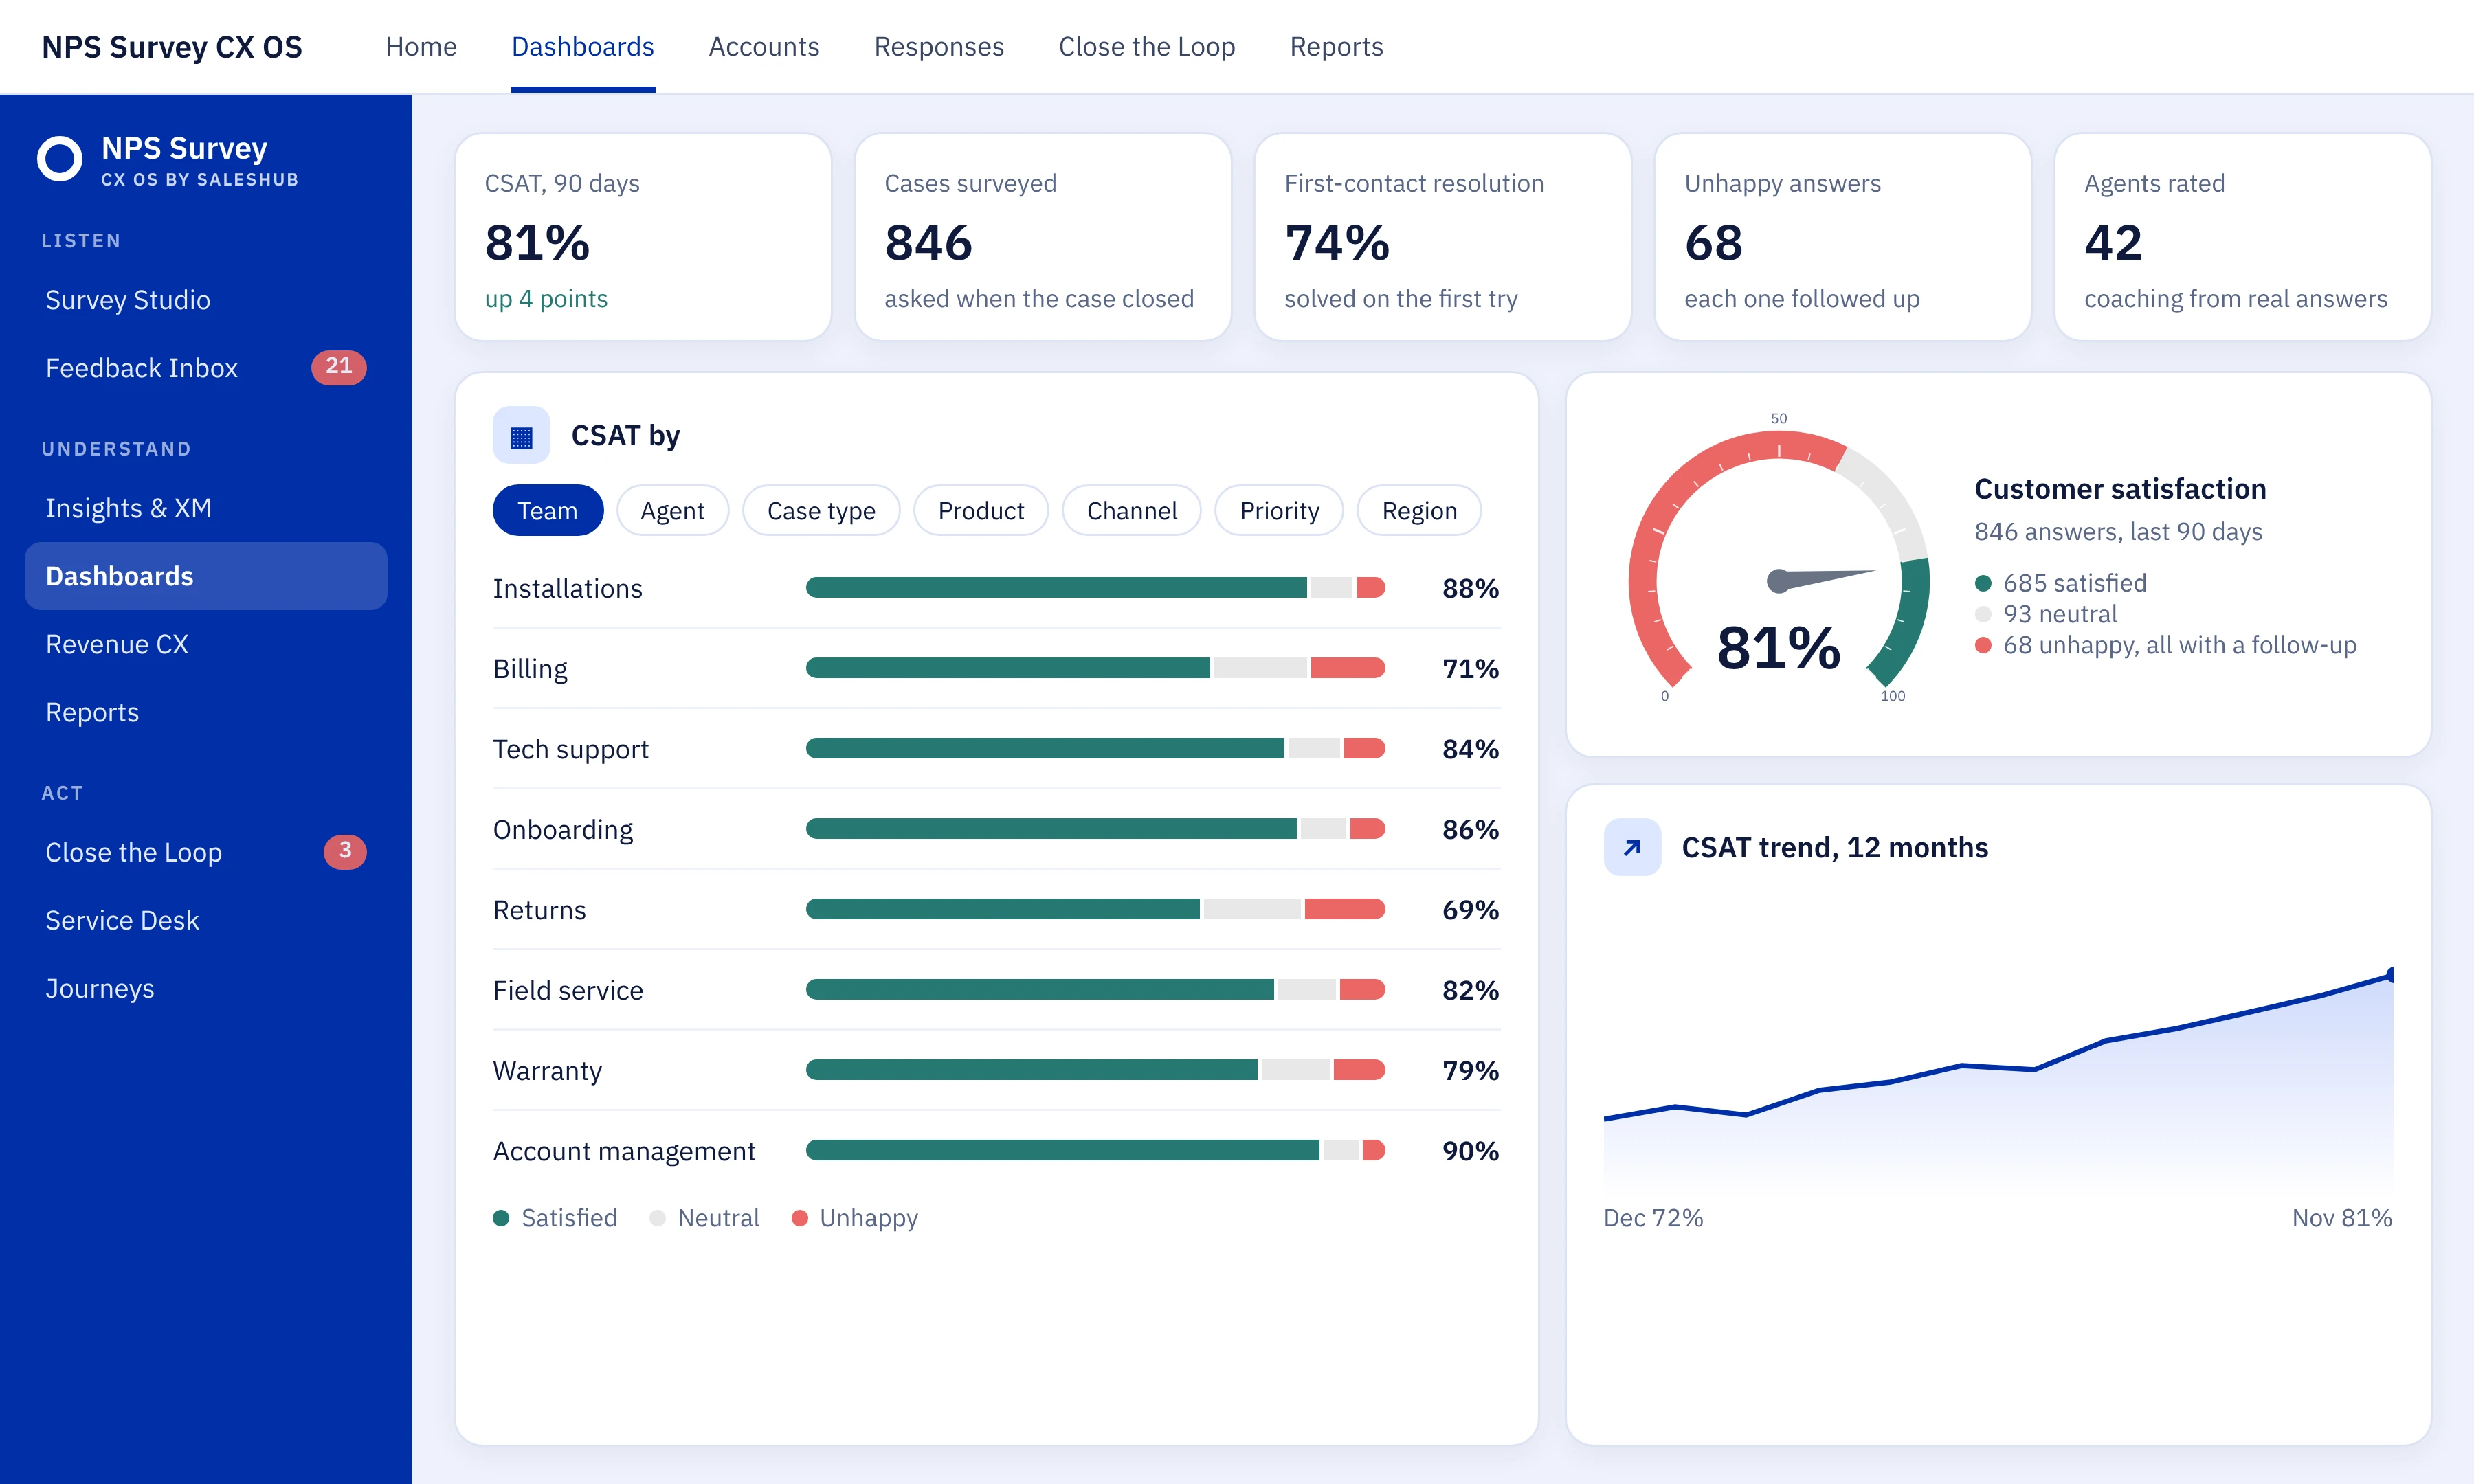 NPS Survey CX OS
Home
Dashboards
Accounts
Responses
Close the Loop
Reports
NPS Survey
CX OS BY SALESHUB
LISTEN
Survey Studio
Feedback Inbox 21
UNDERSTAND
Insights & XM
Dashboards
Revenue CX
Reports
ACT
Close the Loop 3
Service Desk
Journeys
CSAT, 90 days
81%
up 4 points
Cases surveyed
846
asked when the case closed
First-contact resolution
74%
solved on the first try
Unhappy answers
68
each one followed up
Agents rated
42
coaching from real answers
CSAT by
Team
Agent
Case type
Product
Channel
Priority
Region
Installations 88%
Billing 71%
Tech support 84%
Onboarding 86%
Returns 69%
Field service 82%
Warranty 79%
Account management 90%
Satisfied
Neutral
Unhappy
50
81%
0
100
Customer satisfaction
846 answers, last 90 days
685 satisfied
93 neutral
68 unhappy, all with a follow-up
CSAT trend, 12 months
Dec 72%
Nov 81%